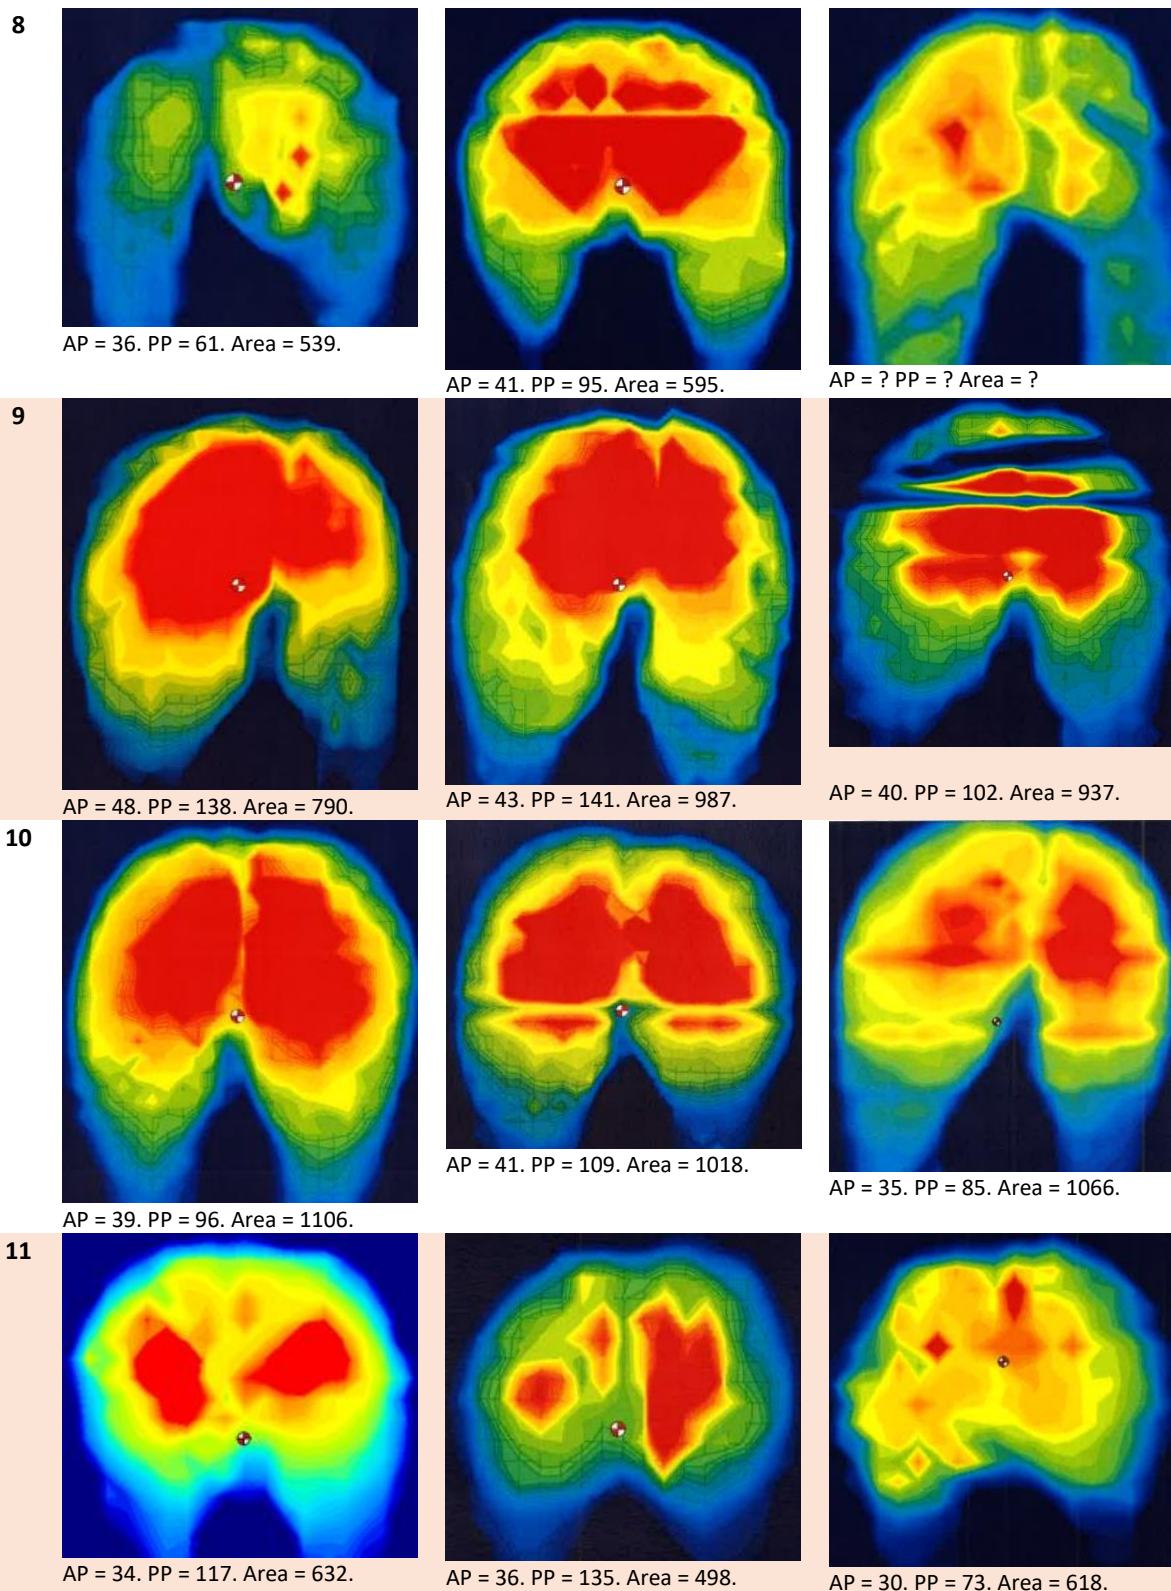 8
AP = 36. PP = 61. Area = 539.
AP = 41. PP = 95. Area = 595.
AP = ? PP = ? Area = ?
9
AP = 48. PP = 138. Area = 790.
AP = 43. PP = 141. Area = 987.
AP = 40. PP = 102. Area = 937.
10
AP = 39. PP = 96. Area = 1106.
AP = 41. PP = 109. Area = 1018.
AP = 35. PP = 85. Area = 1066.
11
AP = 34. PP = 117. Area = 632.
AP = 36. PP = 135. Area = 498.
AP = 30. PP = 73. Area = 618.